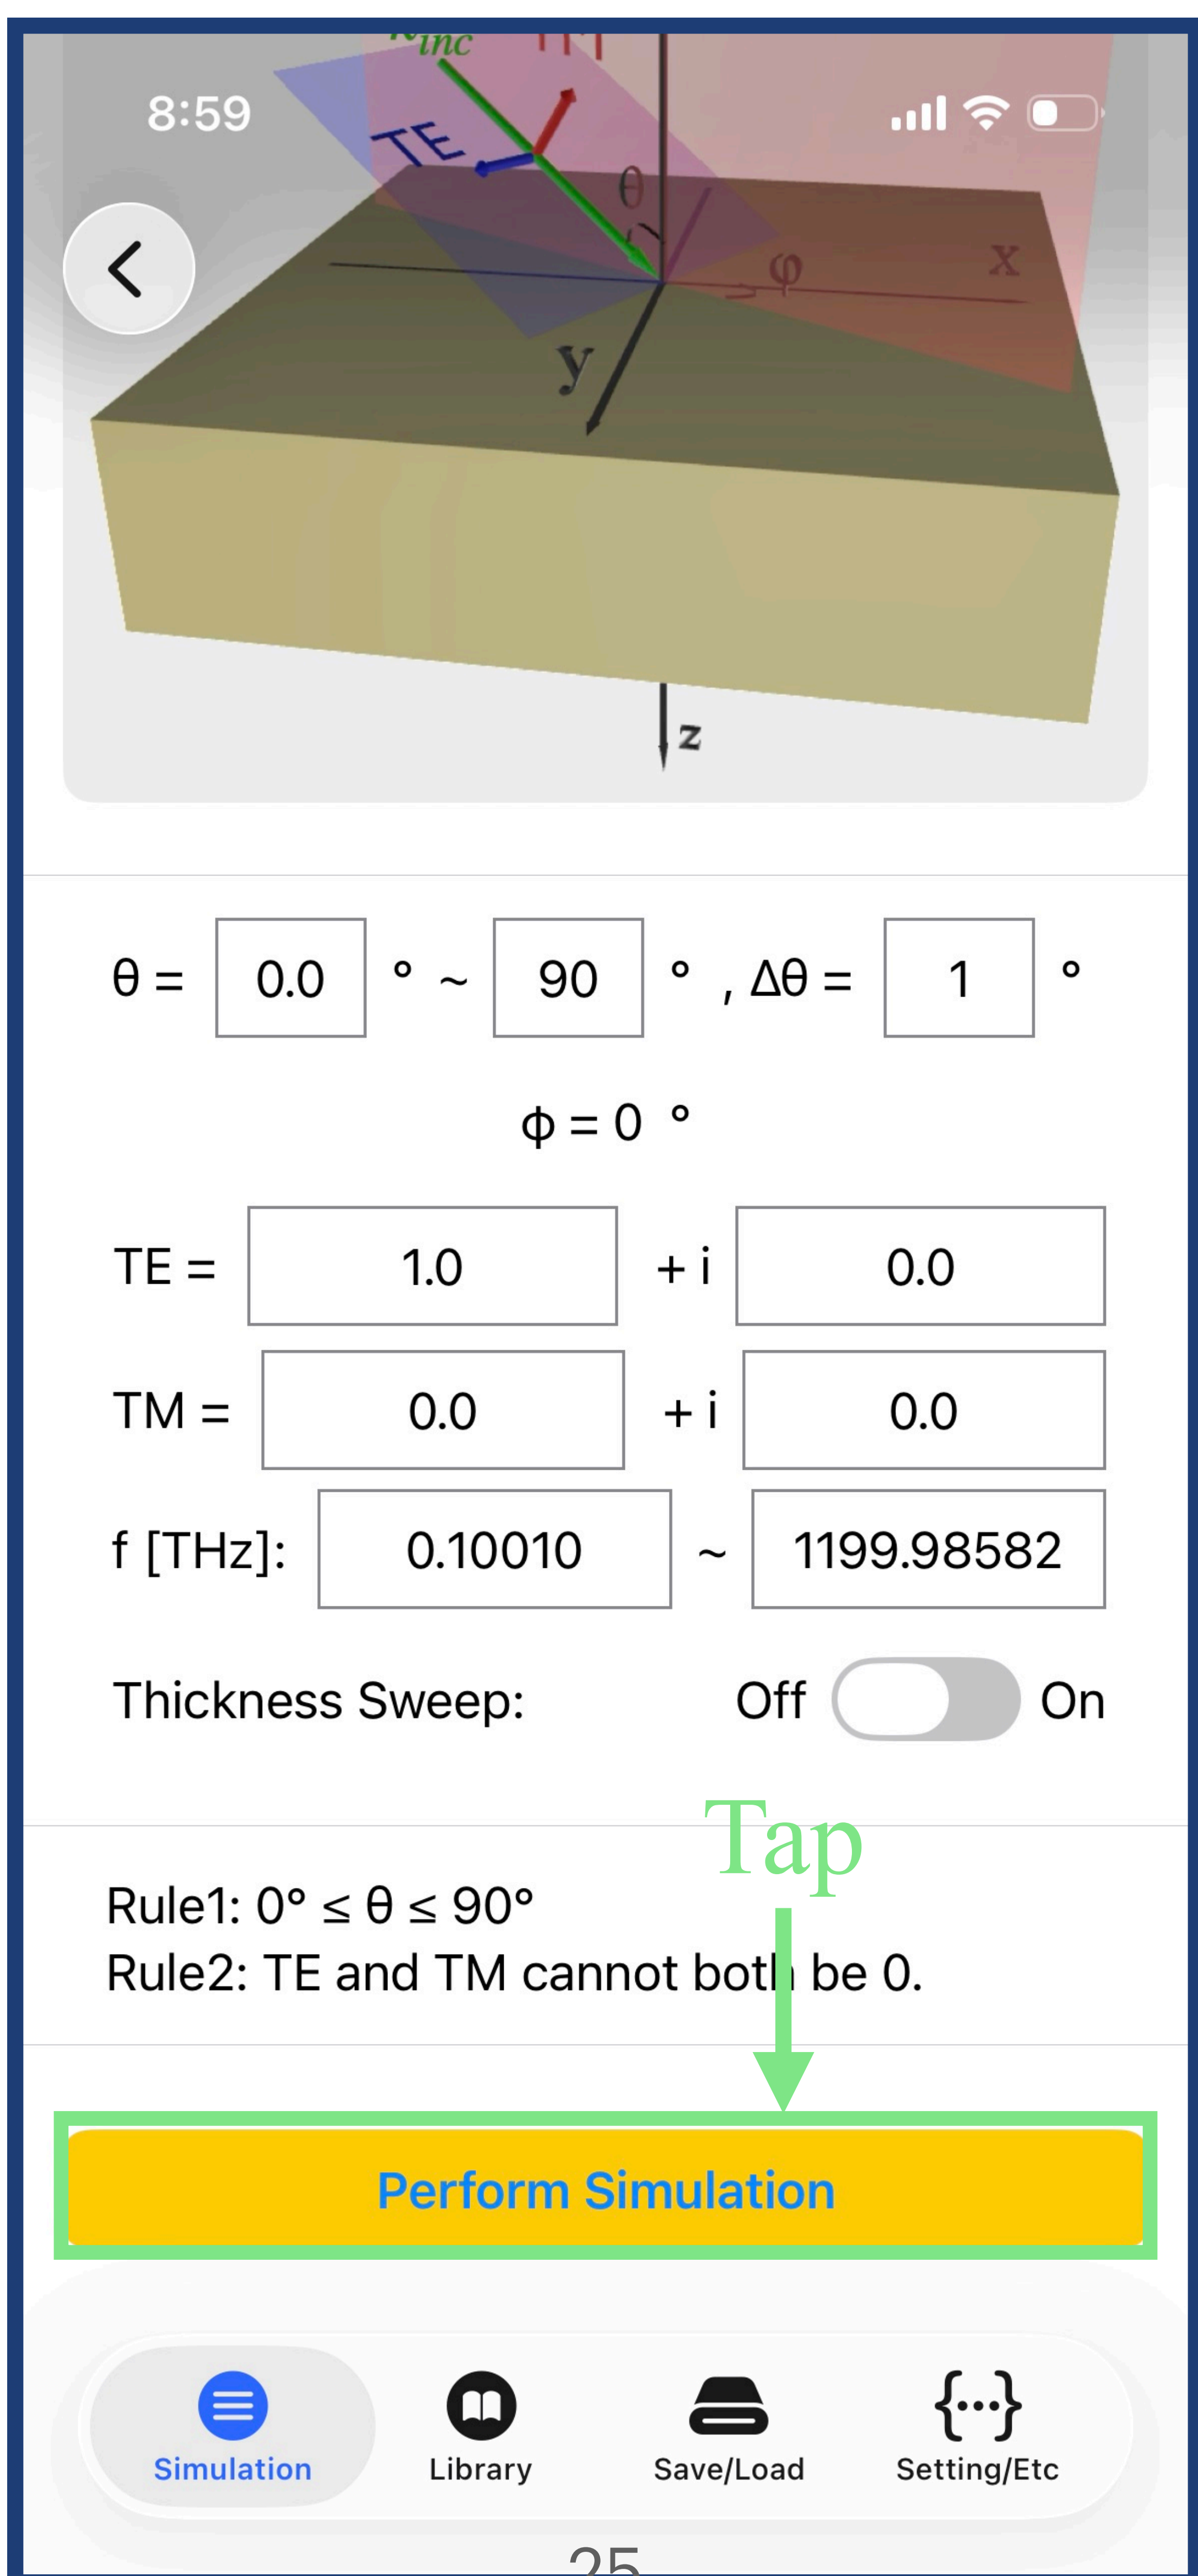 inc
8:59
TE
θ
φ
x
y
z
θ = 0.0 ° ~ 90 ° , Δθ = 1 °
ϕ = 0 °
TE = 1.0 + i 0.0
TM = 0.0 + i 0.0
f [THz]: 0.10010 ~ 1199.98582
Thickness Sweep: Off On
Tap
Rule1: 0° ≤ θ ≤ 90°
Rule2: TE and TM cannot both be 0.
Perform Simulation
Simulation Library Save/Load Setting/Etc
25